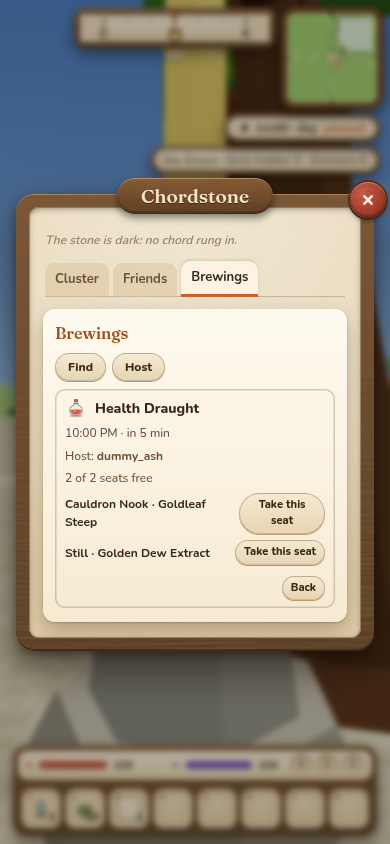 Chordstone
The stone is dark: no chord rung in.
Cluster
Friends
Brewings
Brewings
Find
Host
Health Draught
10:00 PM · in 5 min
Host: dummy_ash
2 of 2 seats free
Cauldron Nook · Goldleaf
Steep
Take this
seat
Still · Golden Dew Extract
Take this seat
Back